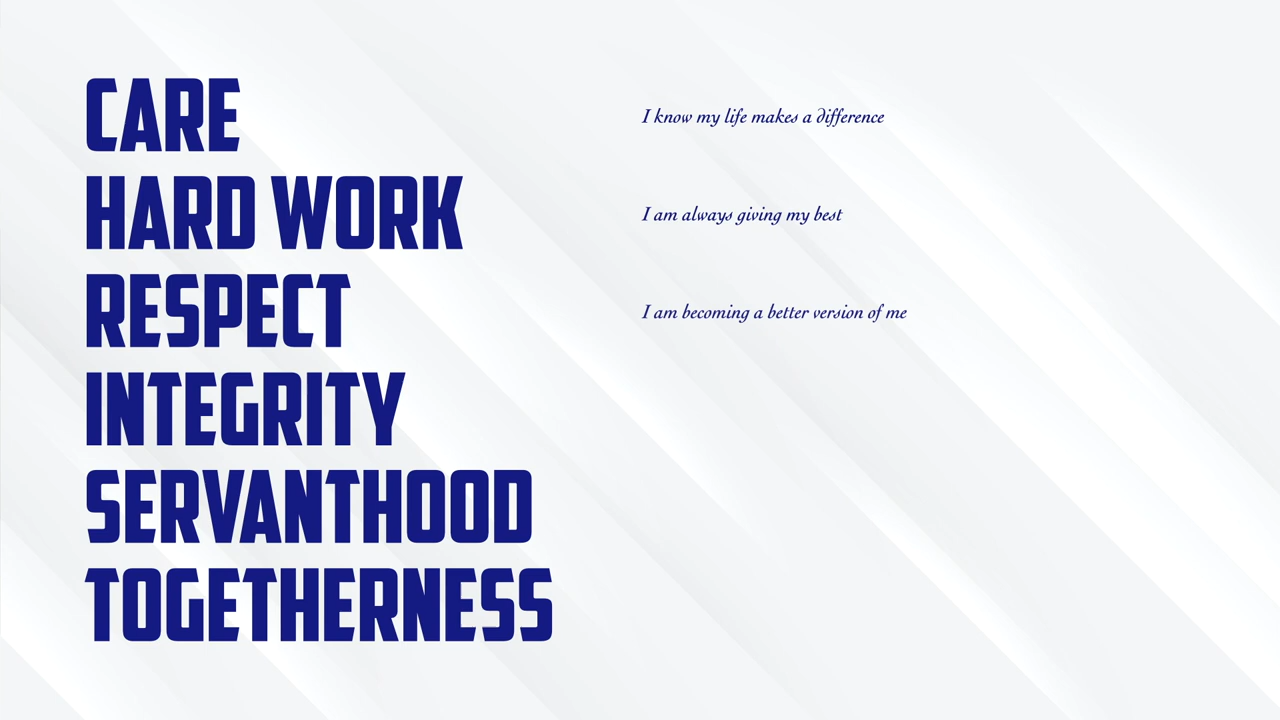 CARE
I know my life makes a difference
HARD WORK
I am always giving my best
RESPECT
I am becoming a better version of me
INTEGRITY
SERVANTHOOD
TOGETHERNESS